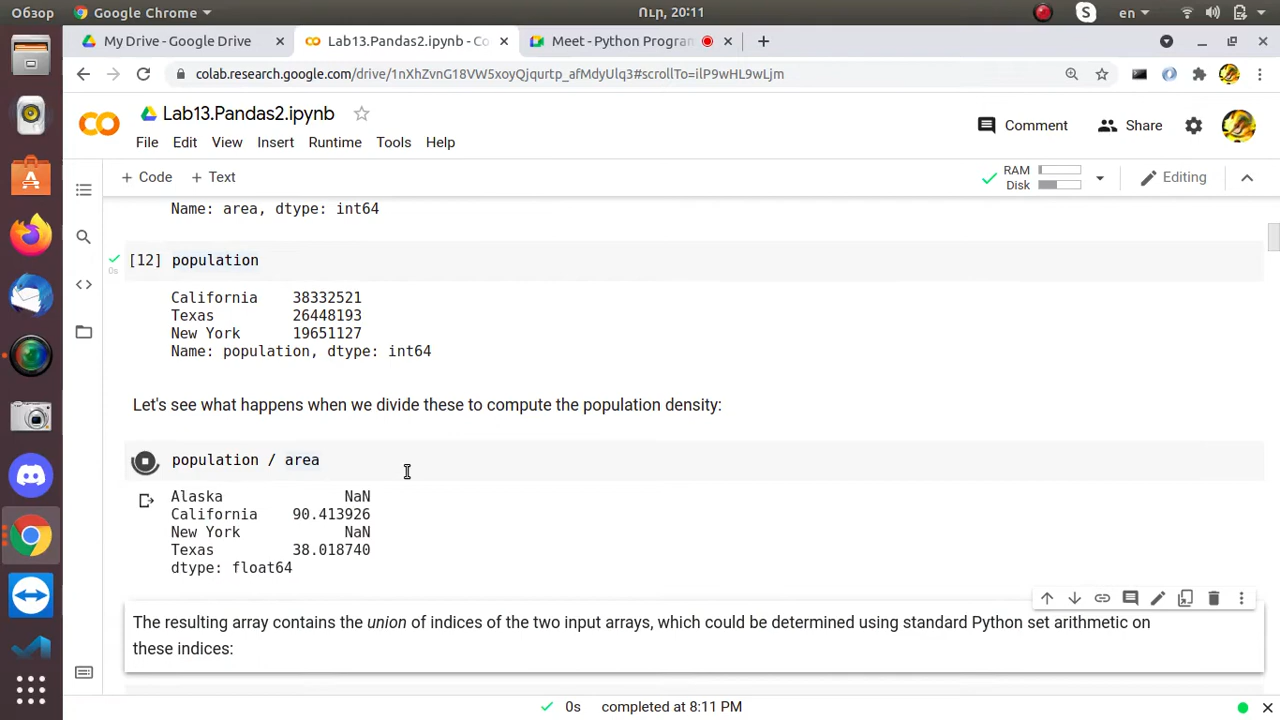 Обзор
Google Chrome
Ուր, 20:11
en
My Drive - Google Drive
Lab13.Pandas2.ipynb - Co
Meet - Python Program
colab.research.google.com/drive/1nXhZvnG18VW5xoyQjqurtp_afMdyUlq3#scrollTo=ilP9wHL9wLjm
Lab13.Pandas2.ipynb
Comment
Share
File Edit View Insert Runtime Tools Help
+ Code + Text
RAM
Disk
Editing
Name: area, dtype: int64
[12] population
0s
California 38332521
Texas 26448193
New York 19651127
Name: population, dtype: int64
Let's see what happens when we divide these to compute the population density:
population / area
Alaska NaN
California 90.413926
New York NaN
Texas 38.018740
dtype: float64
The resulting array contains the union of indices of the two input arrays, which could be determined using standard Python set arithmetic on
these indices:
0s completed at 8:11 PM